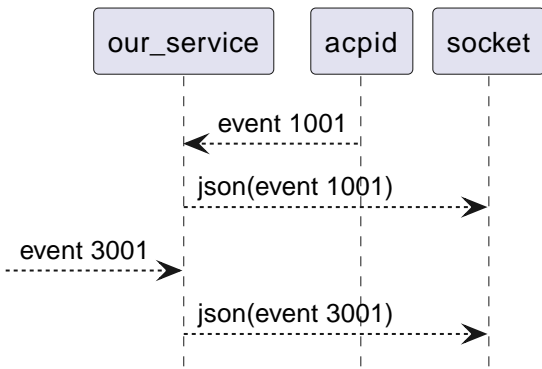 our_service acpid socket
event 1001
json(event 1001)
event 3001
json(event 3001)